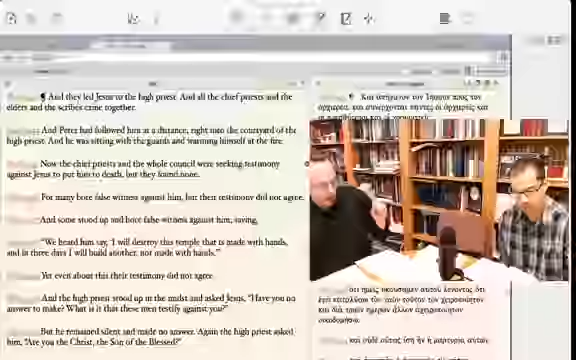 ¶ And they led Jesus to the high priest. And all the chief priests and the
elders and the scribes came together.
And Peter had followed him at a distance, right into the courtyard of the
high priest. And he was sitting with the guards and warming himself at the fire.
Now the chief priests and the whole council were seeking testimony
against Jesus to put him to death, but they found none.
For many bore false witness against him, but their testimony did not agree.
And some stood up and bore false witness against him, saying,
“We heard him say, ‘I will destroy this temple that is made with hands,
and in three days I will build another, not made with hands.’”
Yet even about this their testimony did not agree.
And the high priest stood up in the midst and asked Jesus, “Have you no
answer to make? What is it that these men testify against you?”
But he remained silent and made no answer. Again the high priest asked
him, “Are you the Christ, the Son of the Blessed?”
¶ Καὶ ἀπήγαγον τὸν Ἰησοῦν πρὸς τὸν
ἀρχιερέα, καὶ συνέρχονται πάντες οἱ ἀρχιερεῖς καὶ
οἱ πρεσβύτεροι καὶ οἱ γραμματεῖς
ὅτι ἡμεῖς ἠκούσαμεν αὐτοῦ λέγοντος ὅτι
ἐγὼ καταλύσω τὸν ναὸν τοῦτον τὸν χειροποίητον
καὶ διὰ τριῶν ἡμερῶν ἄλλον ἀχειροποίητον
οἰκοδομήσω.
καὶ οὐδὲ οὕτως ἴση ἦν ἡ μαρτυρία αὐτῶν.